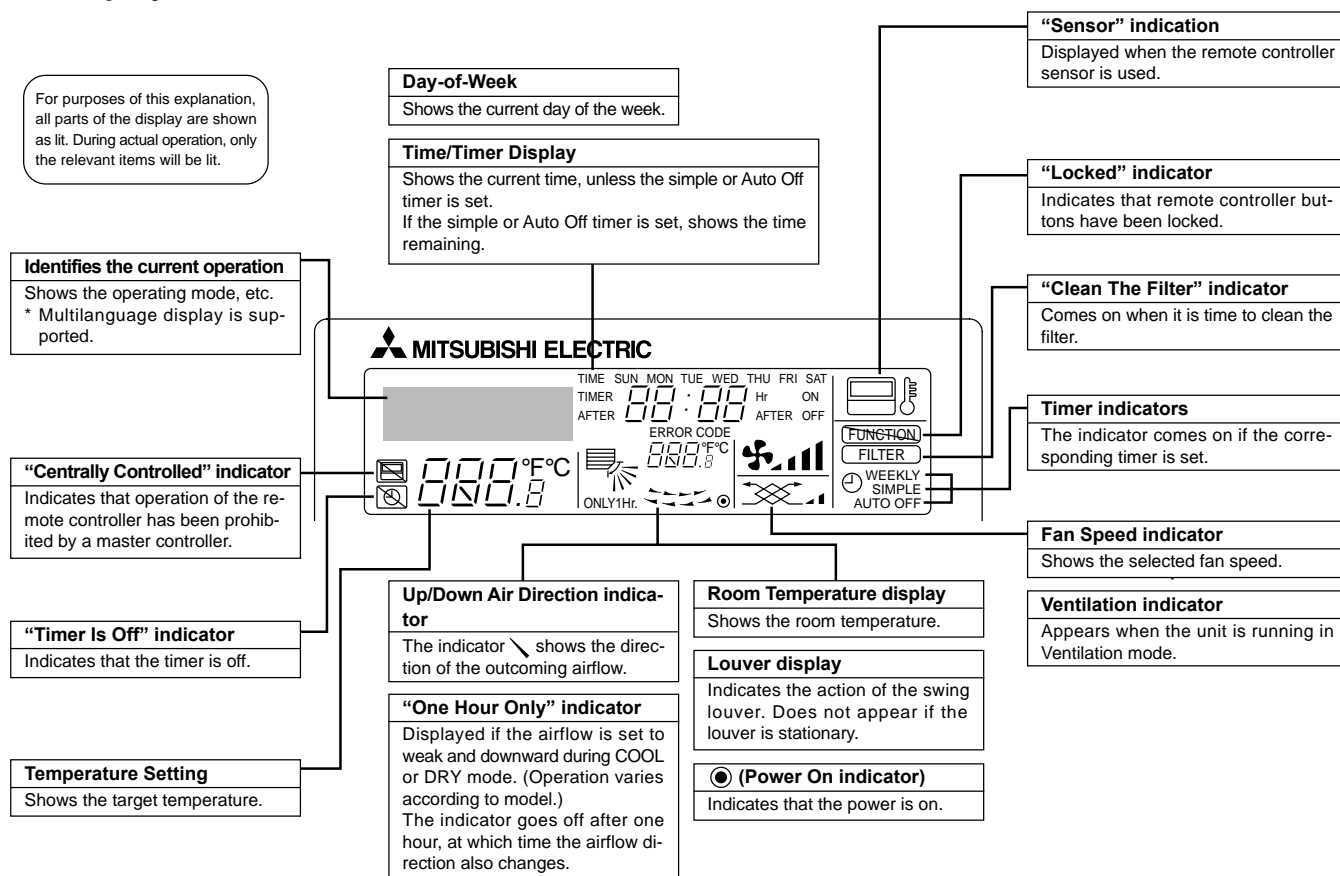 For purposes of this explanation,
all parts of the display are shown
as lit. During actual operation, only
the relevant items will be lit.
Day-of-Week
Shows the current day of the week.
Time/Timer Display
Shows the current time, unless the simple or Auto Off
timer is set.
If the simple or Auto Off timer is set, shows the time
remaining.
“Sensor” indication
Displayed when the remote controller
sensor is used.
“Locked” indicator
Indicates that remote controller but-
tons have been locked.
“Clean The Filter” indicator
Comes on when it is time to clean the
filter.
Timer indicators
The indicator comes on if the corre-
sponding timer is set.
Fan Speed indicator
Shows the selected fan speed.
Ventilation indicator
Appears when the unit is running in
Ventilation mode.
Identifies the current operation
Shows the operating mode, etc.
* Multilanguage display is sup-
ported.
“Centrally Controlled” indicator
Indicates that operation of the re-
mote controller has been prohib-
ited by a master controller.
“Timer Is Off” indicator
Indicates that the timer is off.
Temperature Setting
Shows the target temperature.
MITSUBISHI ELECTRIC
TIME SUN MON TUE WED THU FRI SAT
TIMER 88:88 Hr ON
AFTER AFTER OFF
ERROR CODE
888.8 °F°C
888.8 °F°C
ONLY1Hr.
FUNCTION
FILTER
WEEKLY
SIMPLE
AUTO OFF
Up/Down Air Direction indica-
tor
The indicator shows the direc-
tion of the outcoming airflow.
“One Hour Only” indicator
Displayed if the airflow is set to
weak and downward during COOL
or DRY mode. (Operation varies
according to model.)
The indicator goes off after one
hour, at which time the airflow di-
rection also changes.
Room Temperature display
Shows the room temperature.
Louver display
Indicates the action of the swing
louver. Does not appear if the
louver is stationary.
(Power On indicator)
Indicates that the power is on.